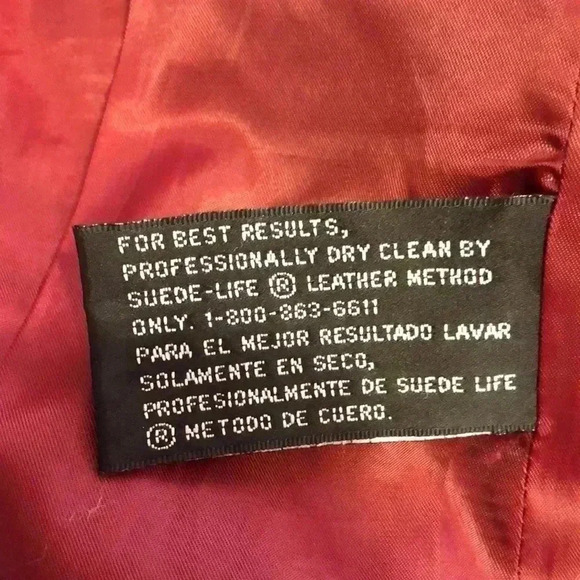 FOR BEST RESULTS,
PROFESSIONALLY DRY CLEAN BY
SUEDE-LIFE ® LEATHER METHOD
ONLY. 1-800-863-6611
PARA EL MEJOR RESULTADO LAVAR
SOLAMENTE EN SECO,
PROFESIONALMENTE DE SUEDE LIFE
® METODO DE CUERO.